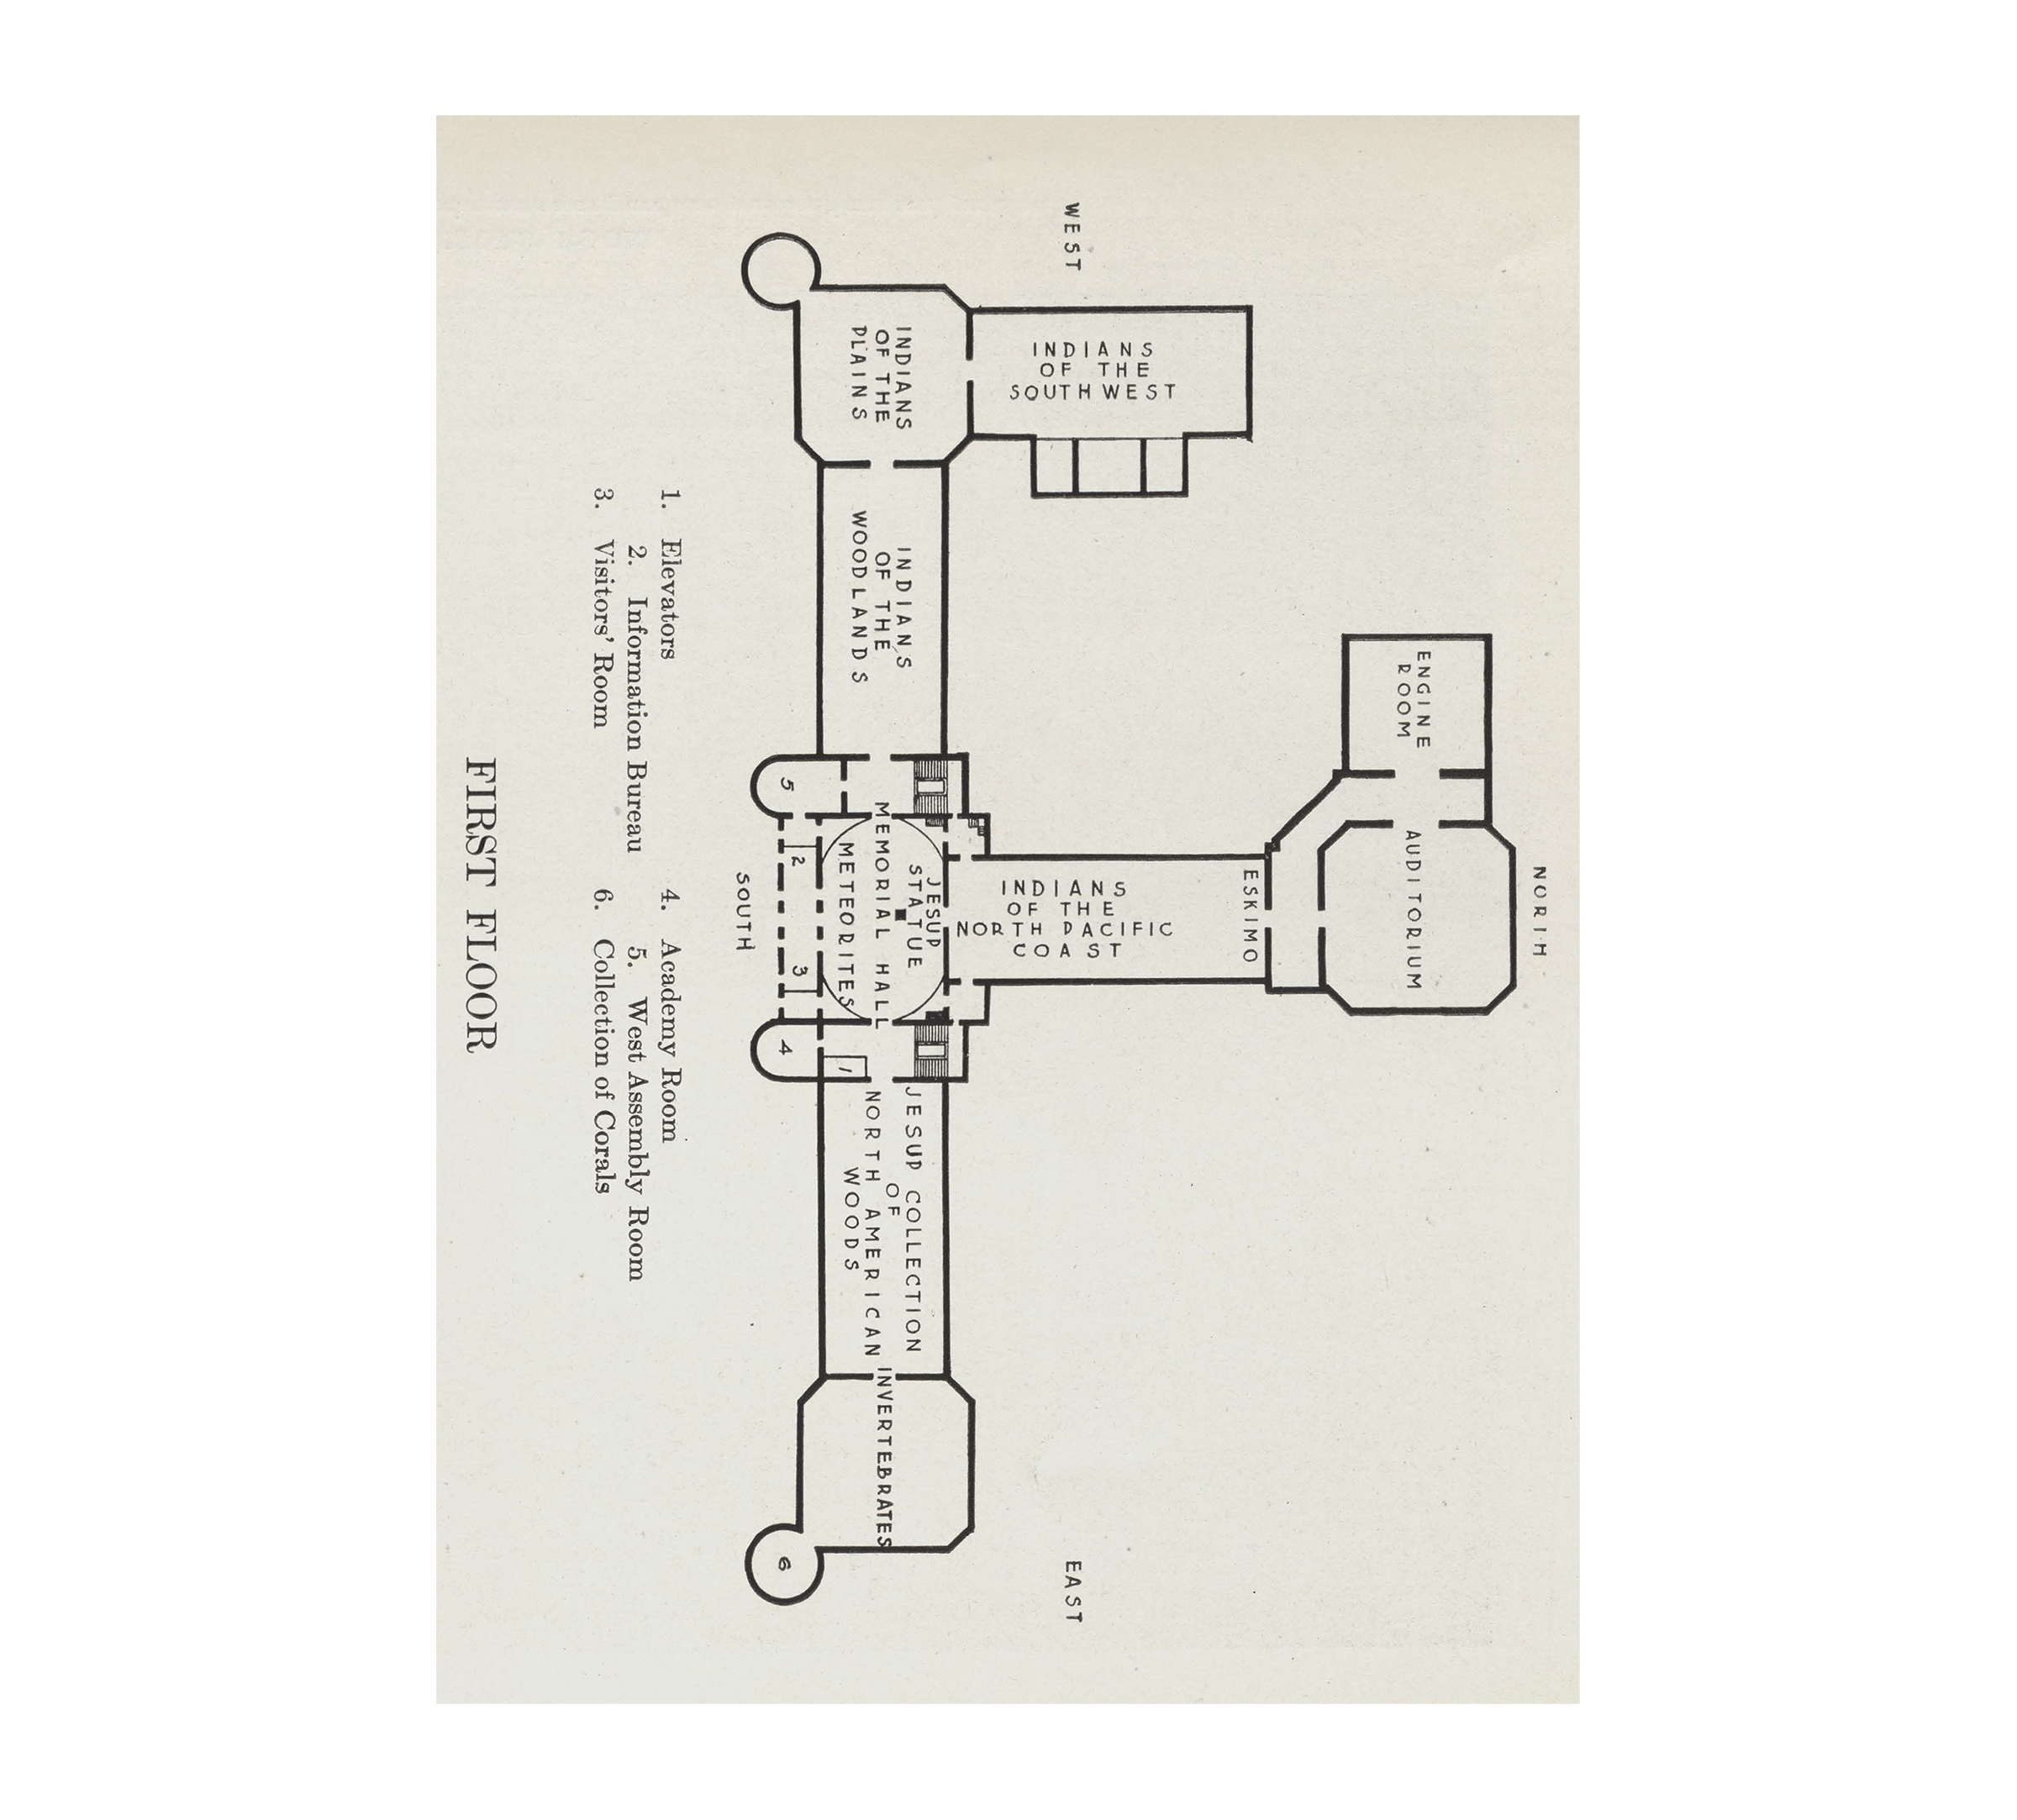 NORTH
ENGINE
ROOM
AUDITORIUM
ESKIMO
WEST
INDIANS
OF THE
SOUTHWEST
INDIANS
OF THE
NORTH PACIFIC
COAST
EAST
INDIANS
OF THE
PLAINS
INDIANS
OF THE
WOODLANDS
JESUP
STATUE
MEMORIAL HALL
METEORITES
JESUP COLLECTION
OF
NORTH AMERICAN
WOODS
INVERTEBRATES
1
2
3
5
4
6
SOUTH
1. Elevators
2. Information Bureau
3. Visitors' Room
4. Academy Room
5. West Assembly Room
6. Collection of Corals
FIRST FLOOR